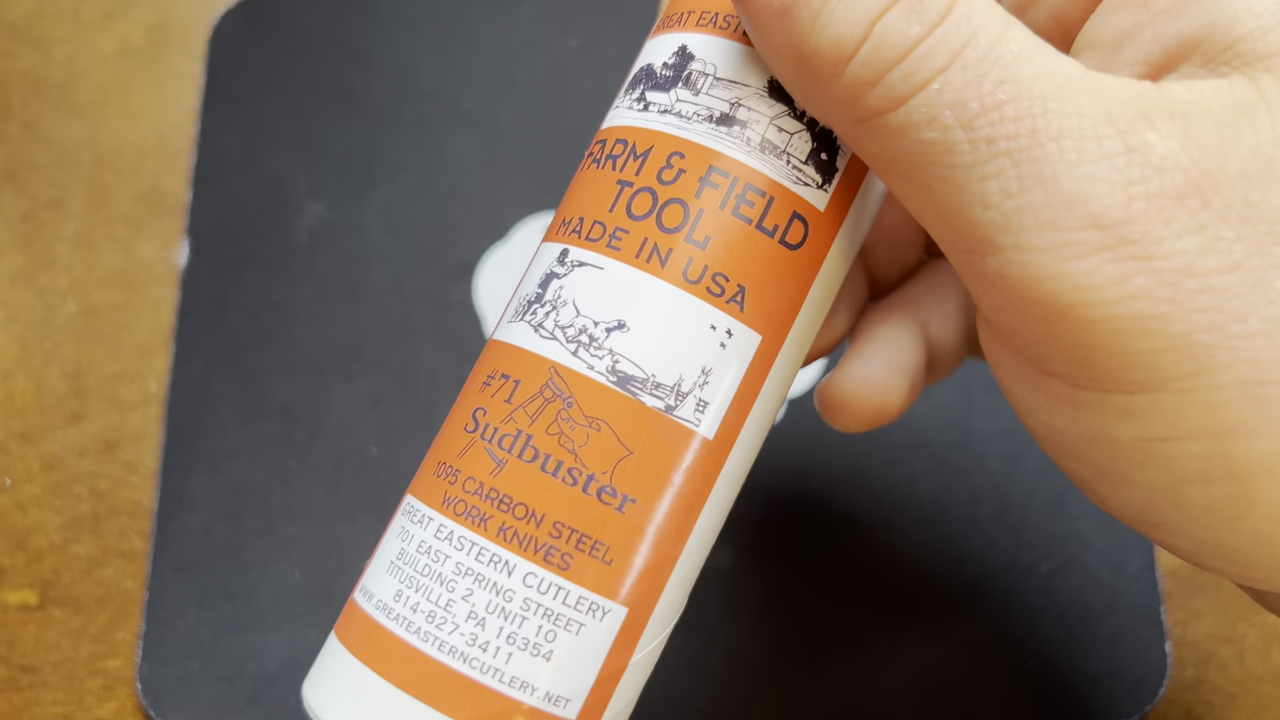 GREAT EAST
FARM & FIELD
TOOL
MADE IN USA
#71
Sudbuster
1095 CARBON STEEL
WORK KNIVES
GREAT EASTERN CUTLERY
701 EAST SPRING STREET
BUILDING 2, UNIT 10
TITUSVILLE, PA 16354
814-827-3411
WWW.GREATEASTERNCUTLERY.NET